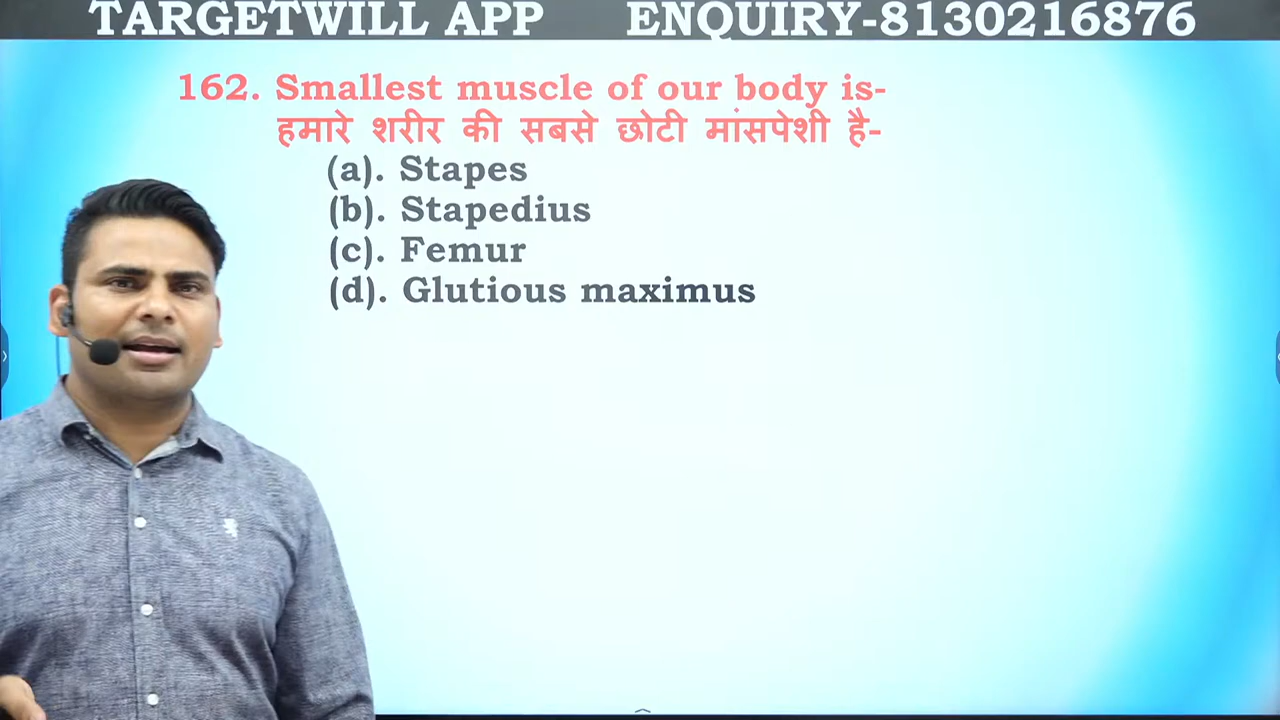 TARGETWILL APP ENQUIRY-8130216876
162. Smallest muscle of our body is-
हमारे शरीर की सबसे छोटी मांसपेशी है-
(a). Stapes
(b). Stapedius
(c). Femur
(d). Glutious maximus